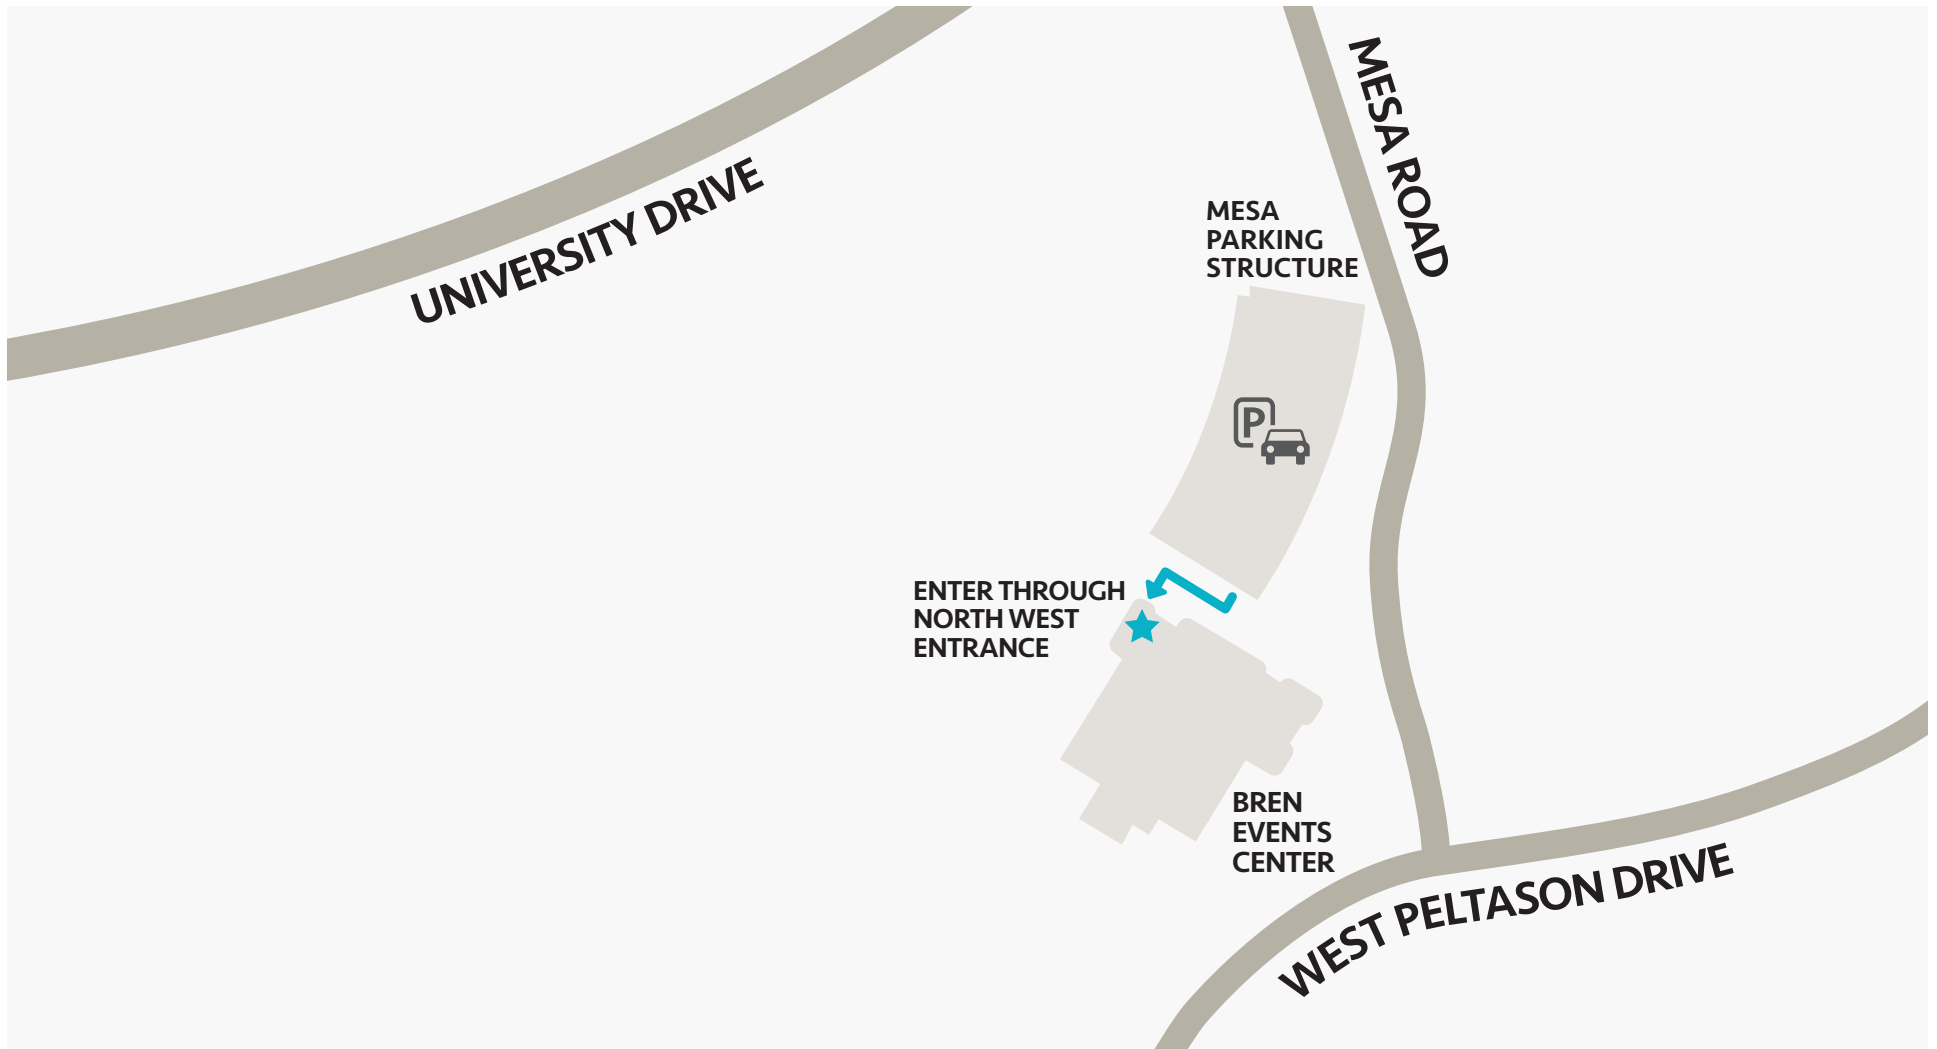 MESA ROAD
UNIVERSITY DRIVE
MESA
PARKING
STRUCTURE
P
ENTER THROUGH
NORTH WEST
ENTRANCE
BREN
EVENTS
CENTER
WEST PELTASON DRIVE